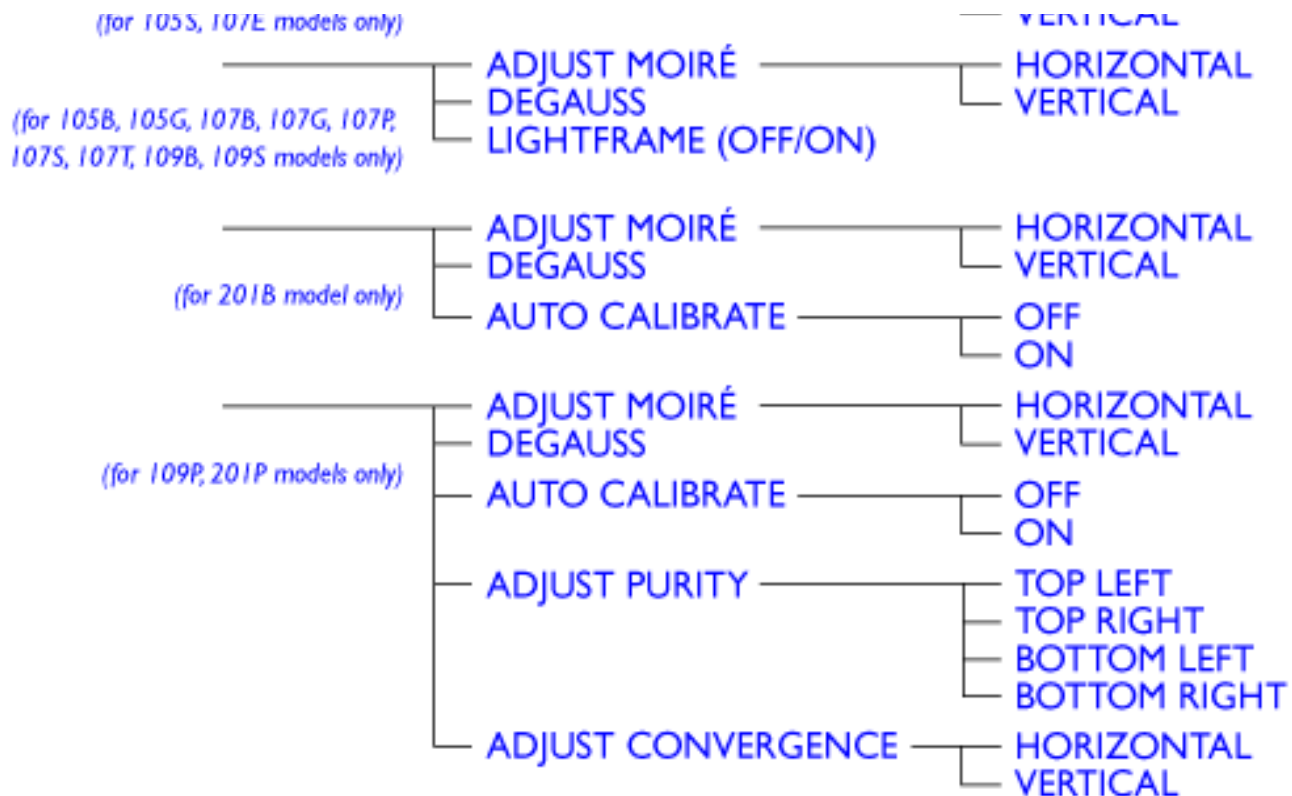 (for 105S, 107E models only)
VERTICAL
ADJUST MOIRÉ HORIZONTAL
DEGAUSS VERTICAL
LIGHTFRAME (OFF/ON)
(for 105B, 105G, 107B, 107G, 107P,
107S, 107T, 109B, 109S models only)
ADJUST MOIRÉ HORIZONTAL
DEGAUSS VERTICAL
(for 201B model only)
AUTO CALIBRATE OFF
ON
ADJUST MOIRÉ HORIZONTAL
DEGAUSS VERTICAL
(for 109P, 201P models only)
AUTO CALIBRATE OFF
ON
ADJUST PURITY TOP LEFT
TOP RIGHT
BOTTOM LEFT
BOTTOM RIGHT
ADJUST CONVERGENCE HORIZONTAL
VERTICAL